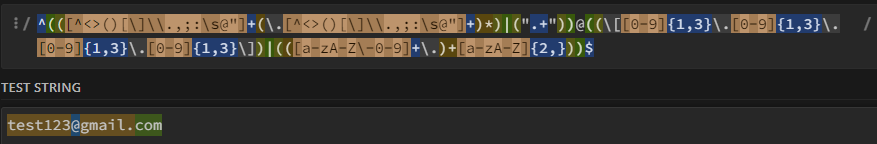 ⋮/ ^(([^<>()[\]\\.,;:\s@"]+(\.[^<>()[\]\\.,;:\s@"]+)*)|(".+"))@((\[[0-9]{1,3}\.[0-9]{1,3}\. /
[0-9]{1,3}\.[0-9]{1,3}\])|(([a-zA-Z\-0-9]+\.)+[a-zA-Z]{2,}))$
TEST STRING
test123@gmail.com